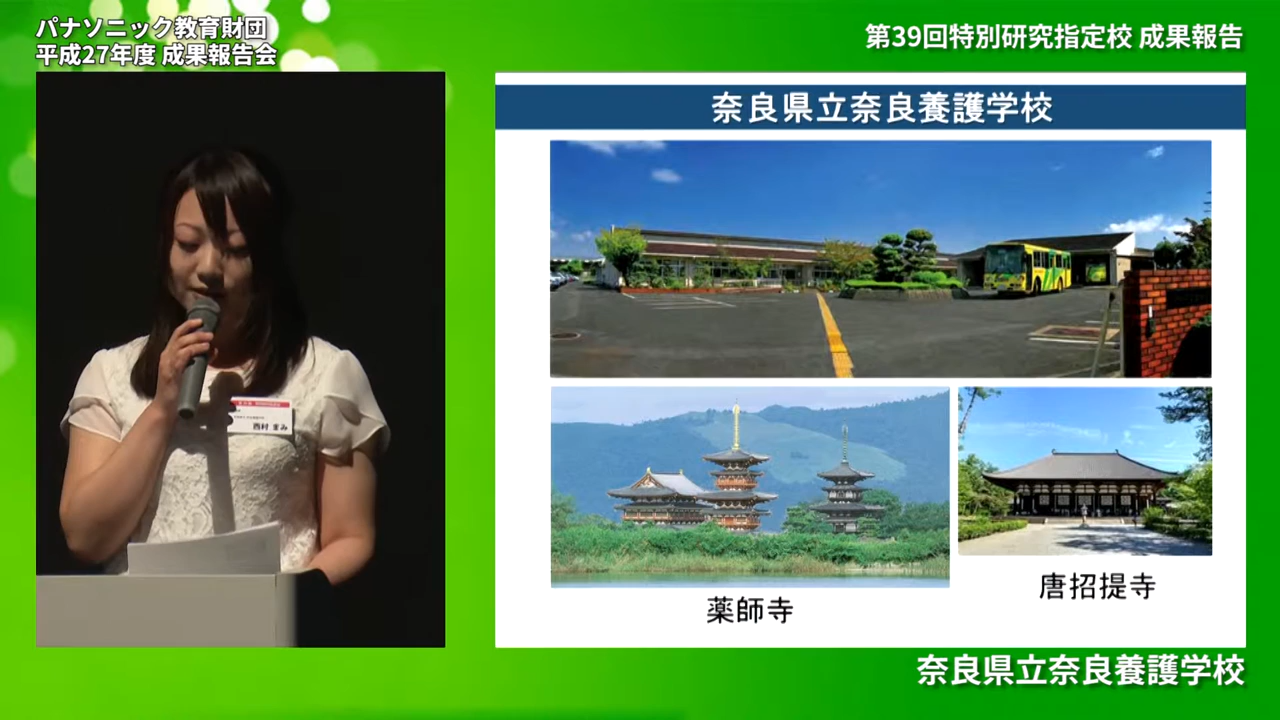 パナソニック教育財団
平成27年度 成果報告会
第39回特別研究指定校 成果報告
奈良県立奈良養護学校
西村 まみ
薬師寺
唐招提寺
奈良県立奈良養護学校